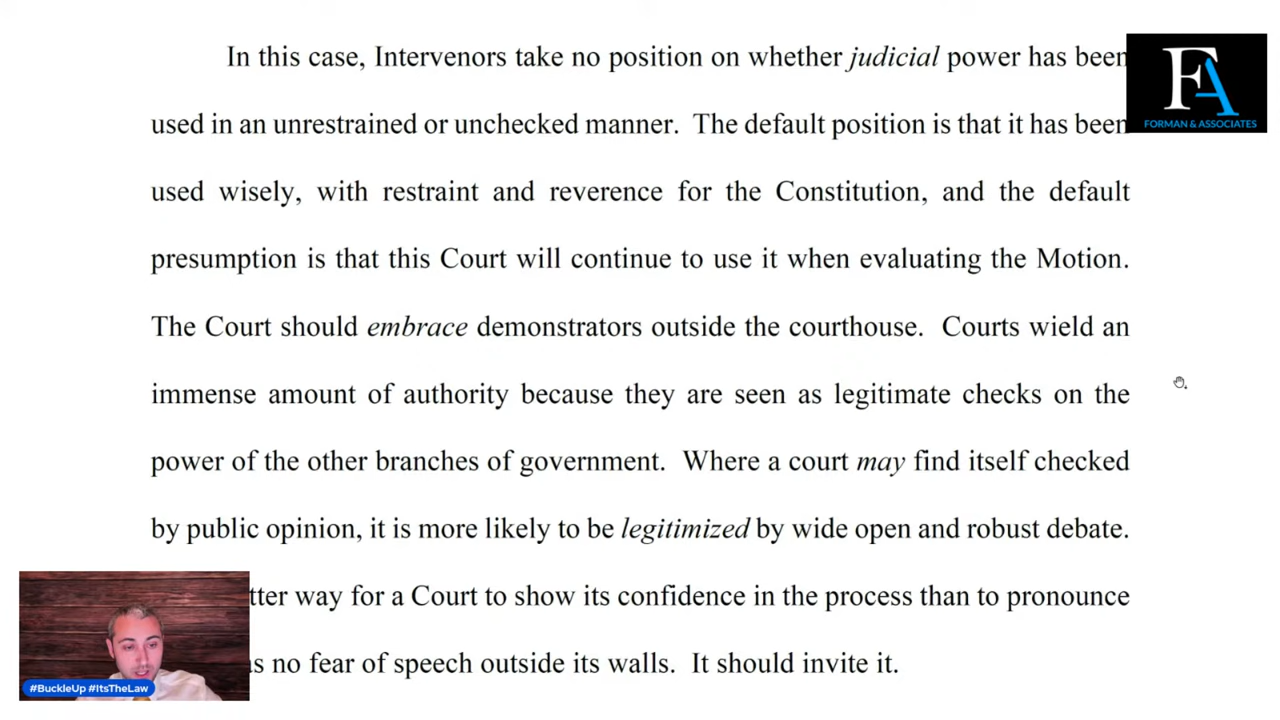 In this case, Intervenors take no position on whether judicial power has been
used in an unrestrained or unchecked manner.  The default position is that it has been
used wisely, with restraint and reverence for the Constitution, and the default
presumption is that this Court will continue to use it when evaluating the Motion.
The Court should embrace demonstrators outside the courthouse.  Courts wield an
immense amount of authority because they are seen as legitimate checks on the
power of the other branches of government.  Where a court may find itself checked
by public opinion, it is more likely to be legitimized by wide open and robust debate.
way for a Court to show its confidence in the process than to pronounce
no fear of speech outside its walls.  It should invite it.
FA
FORMAN & ASSOCIATES
#BuckleUp #ItsTheLaw